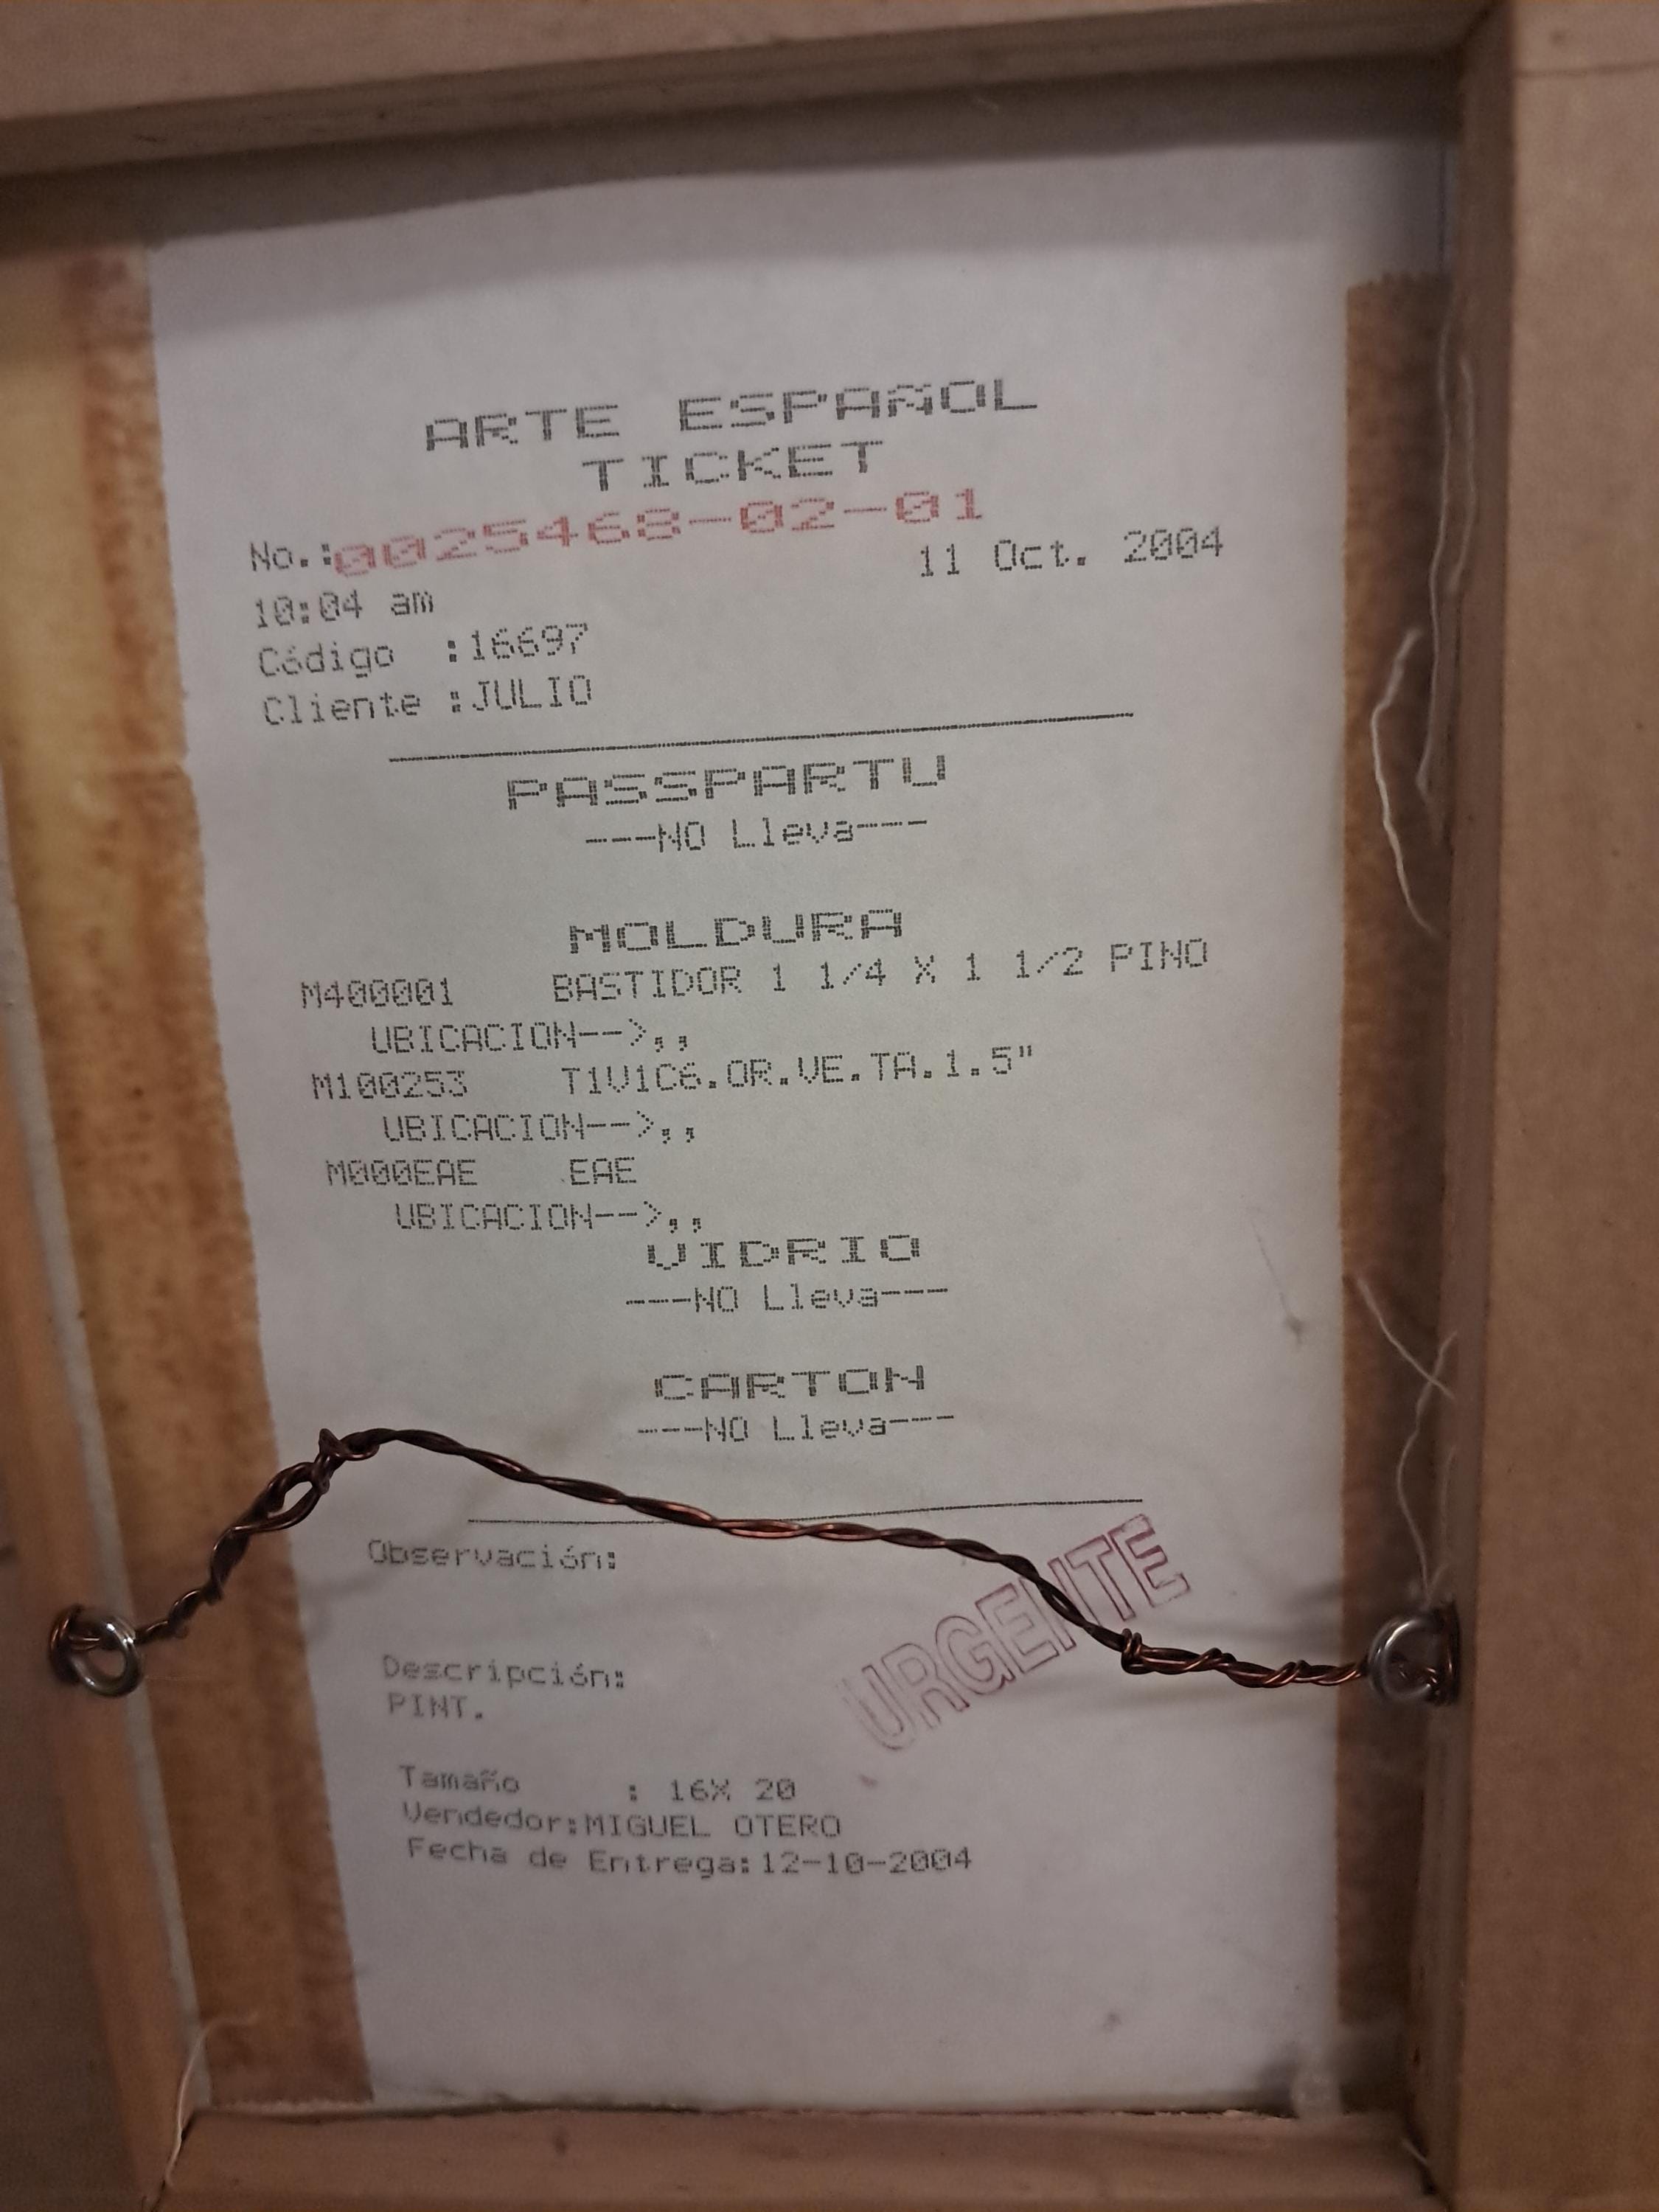 ARTE ESPAÑOL
TICKET
No.:0025468-02-01
11 Oct. 2004
10:04 am
Código :16697
Cliente :JULIO
PASSPARTU
---NO Lleva---
MOLDURA
M400001 BASTIDOR 1 1/4 X 1 1/2 PINO
UBICACION-->,,
M100253 T1V1C6.OR.VE.TA.1.5"
UBICACION-->,,
M000EAE EAE
UBICACION-->,,
VIDRIO
---NO Lleva---
CARTON
---NO Lleva---
Observación:
URGENTE
Descripción:
PINT.
Tamaño : 16X 20
Vendedor:MIGUEL OTERO
Fecha de Entrega:12-10-2004